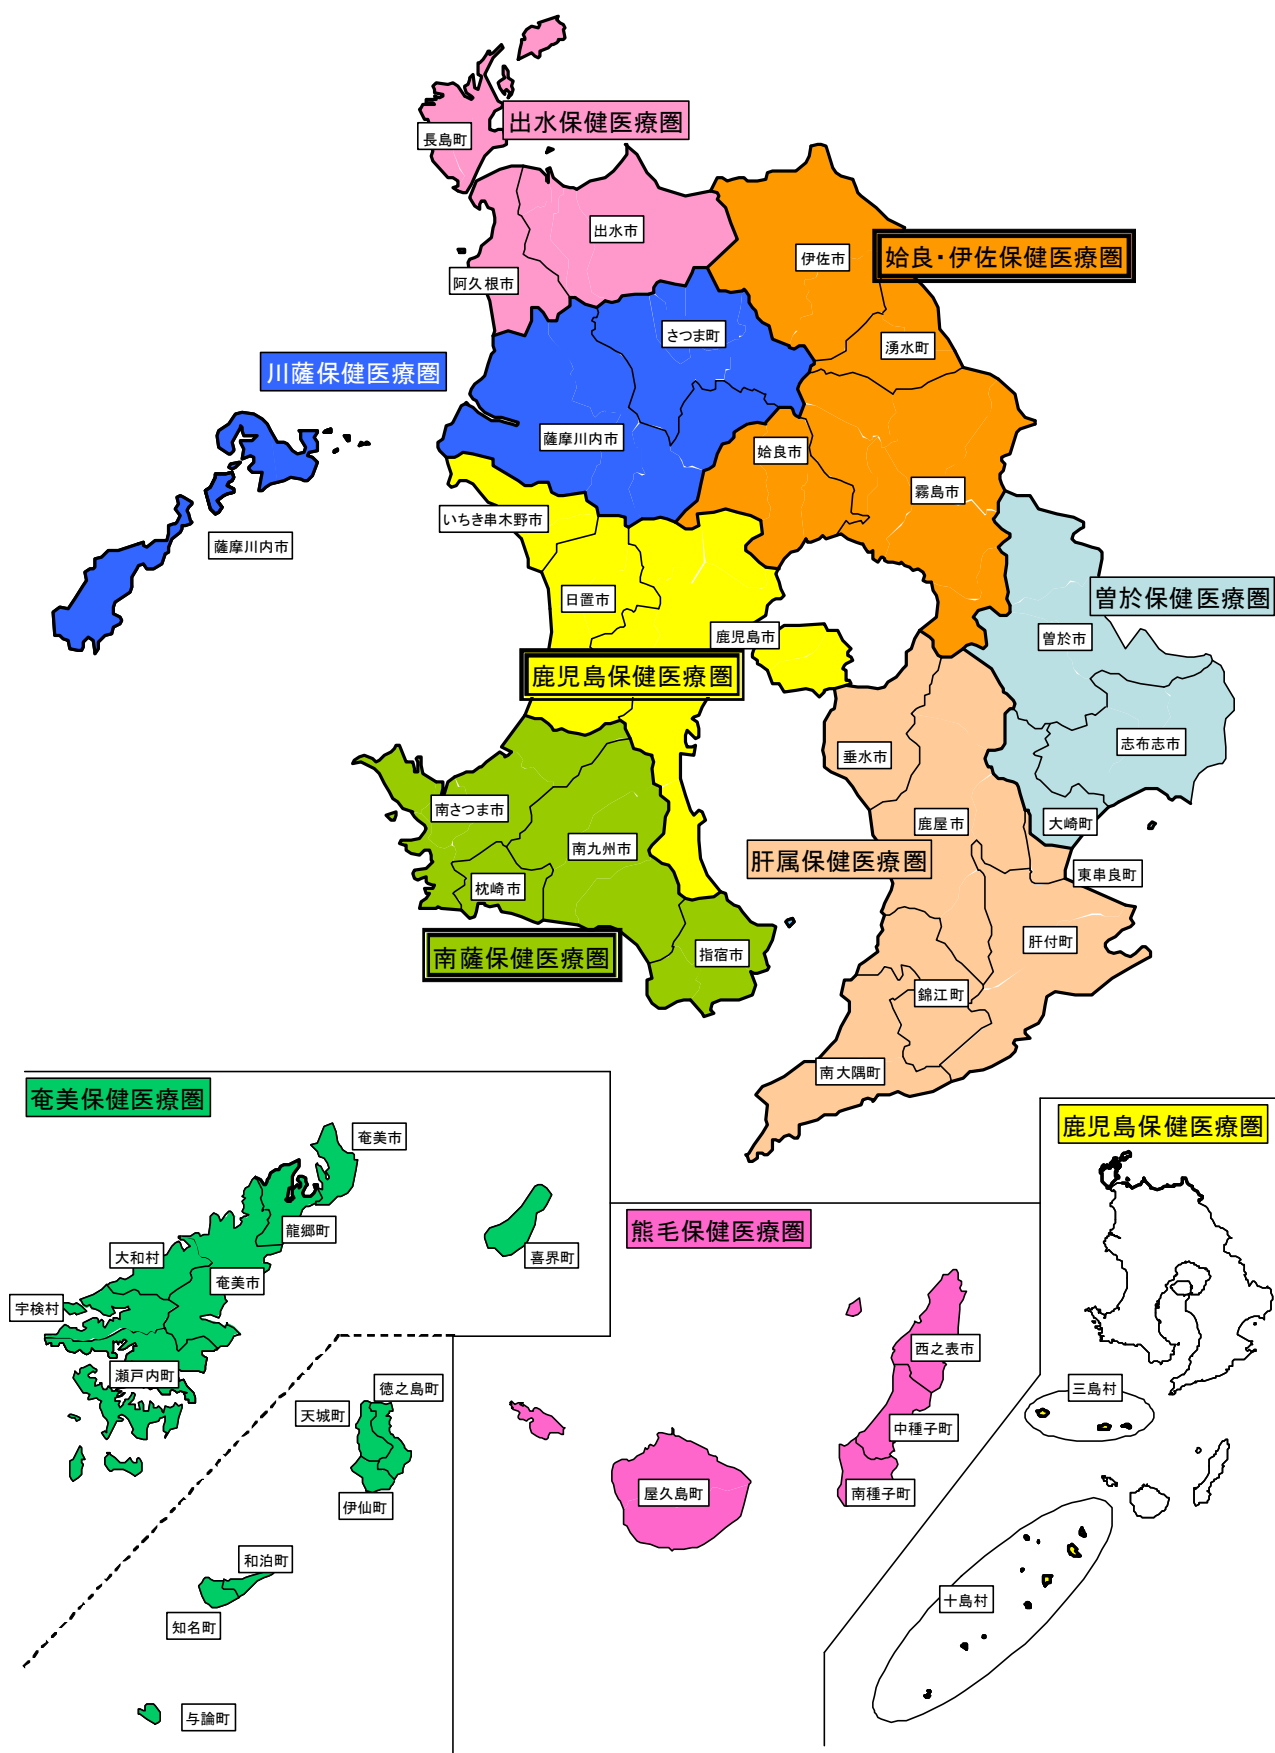 出水保健医療圏
長島町
出水市
阿久根市
始良・伊佐保健医療圏
伊佐市
湧水町
さつま町
川薩保健医療圏
薩摩川内市
始良市
霧島市
いちき串木野市
薩摩川内市
日置市
鹿児島市
曽於保健医療圏
曽於市
鹿児島保健医療圏
志布志市
垂水市
南さつま市
鹿屋市
大崎町
南九州市
肝属保健医療圏
東串良町
枕崎市
南薩保健医療圏
指宿市
肝付町
錦江町
南大隅町
奄美保健医療圏
奄美市
龍郷町
大和村
奄美市
喜界町
宇検村
瀬戸内町
徳之島町
天城町
伊仙町
和泊町
知名町
与論町
熊毛保健医療圏
西之表市
中種子町
南種子町
屋久島町
鹿児島保健医療圏
三島村
十島村